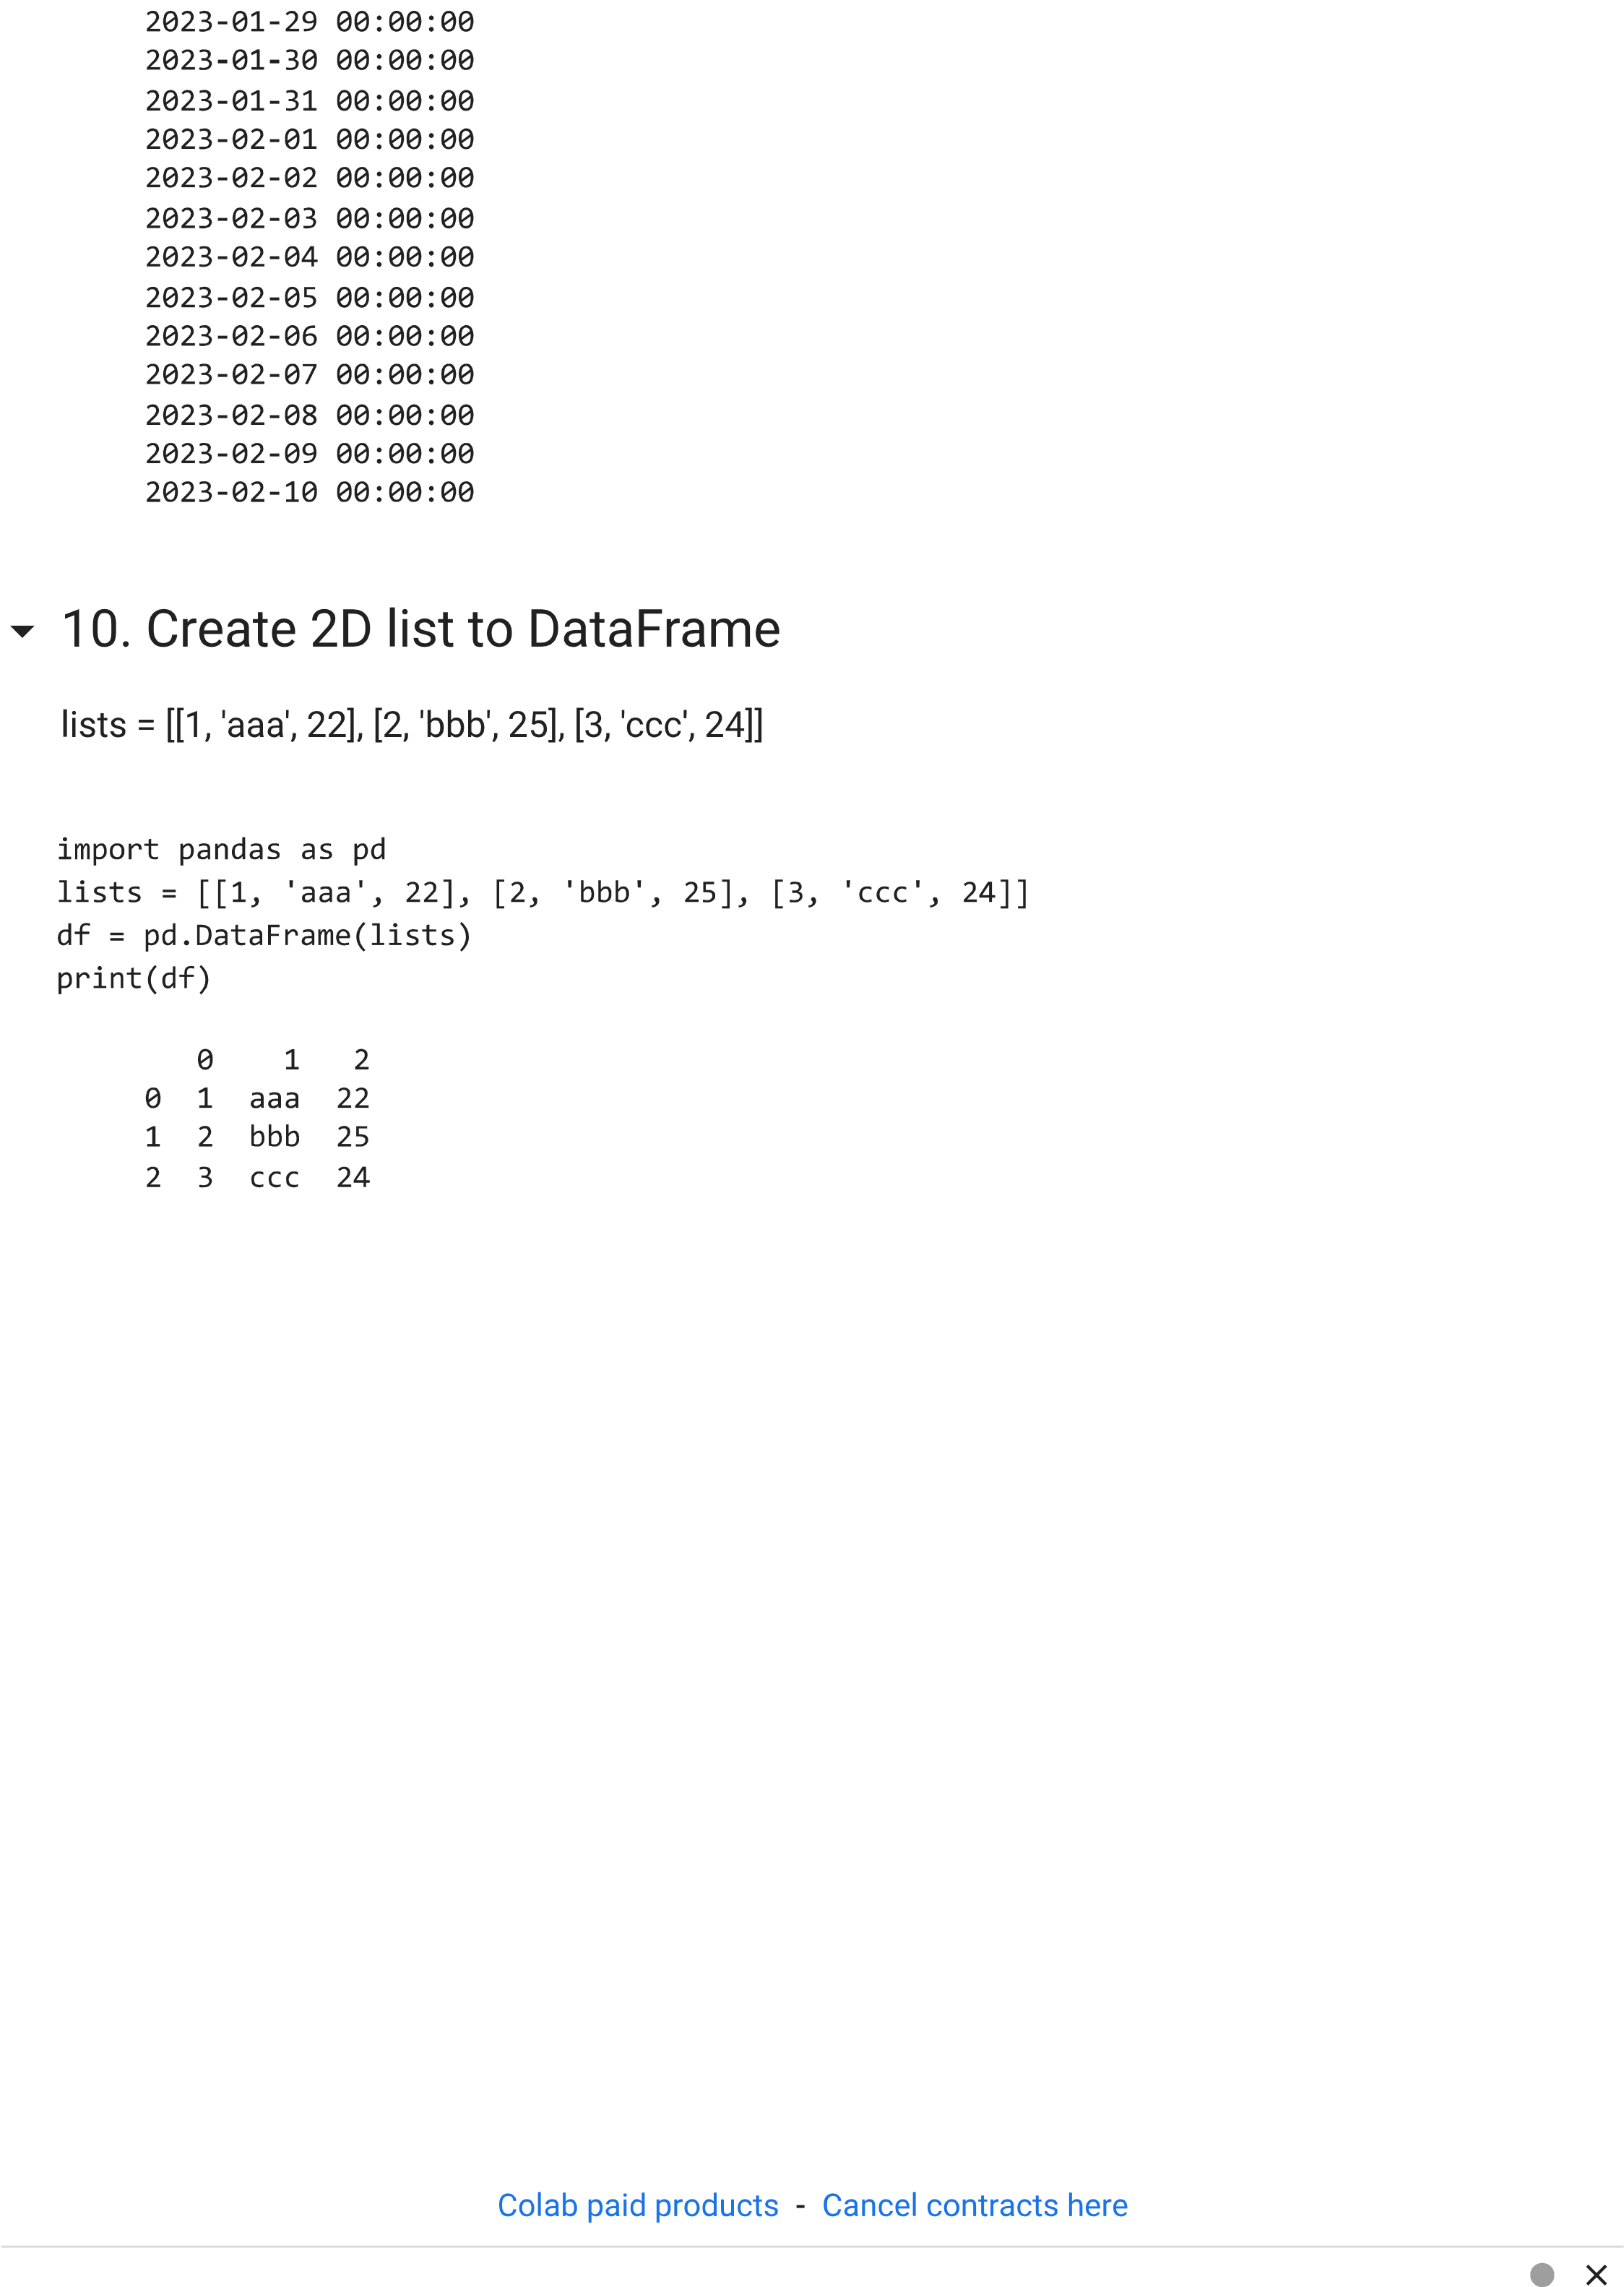 2023-01-29 00:00:00
2023-01-30 00:00:00
2023-01-31 00:00:00
2023-02-01 00:00:00
2023-02-02 00:00:00
2023-02-03 00:00:00
2023-02-04 00:00:00
2023-02-05 00:00:00
2023-02-06 00:00:00
2023-02-07 00:00:00
2023-02-08 00:00:00
2023-02-09 00:00:00
2023-02-10 00:00:00
10. Create 2D list to DataFrame
lists = [[1, 'aaa', 22], [2, 'bbb', 25], [3, 'ccc', 24]]
import pandas as pd
lists = [[1, 'aaa', 22], [2, 'bbb', 25], [3, 'ccc', 24]]
df = pd.DataFrame(lists)
print(df)
   0    1   2
0  1  aaa  22
1  2  bbb  25
2  3  ccc  24
Colab paid products - Cancel contracts here